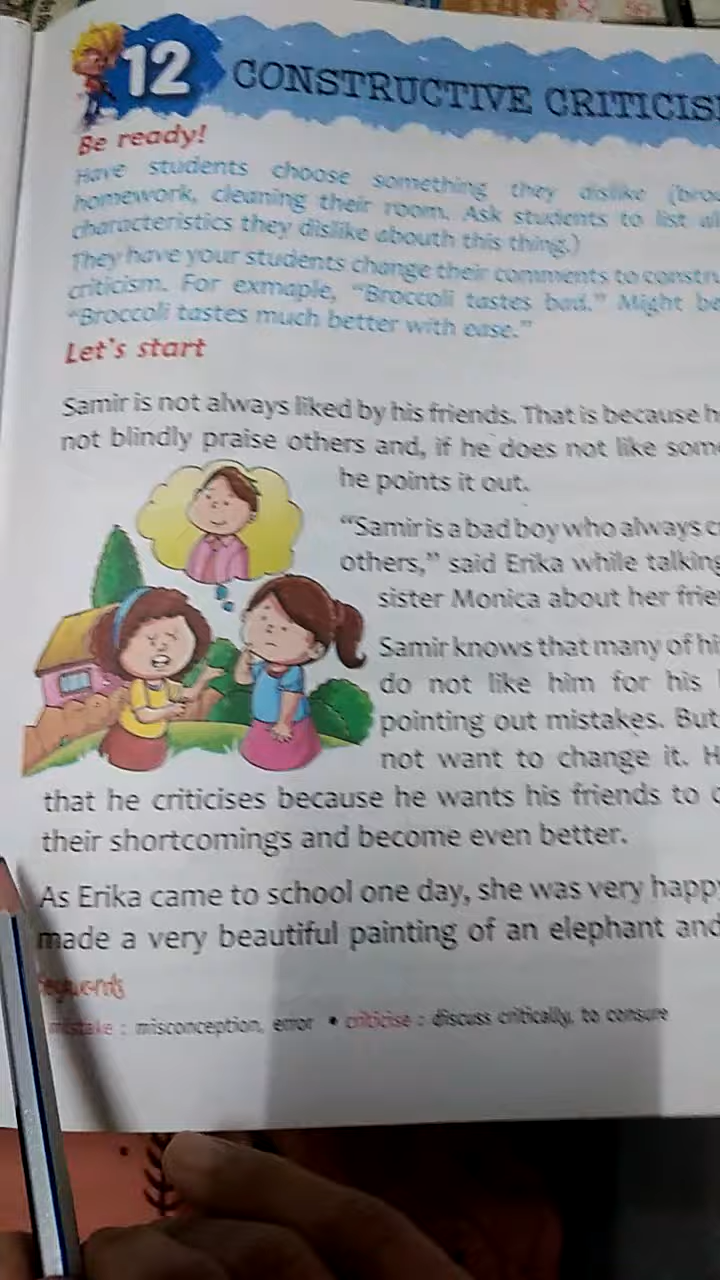 12 CONSTRUCTIVE
Be ready!
Have students choose something they dislike
homework, cleaning their room. Ask students to list
characteristics they dislike abouth this thing.)
They have your students change their comments to
criticism. For exmaple, "Broccoli tastes bad." Might be
"Broccoli tastes much better with ease."
Let's start
Samir is not always liked by his friends. That is because
not blindly praise others and, if he does not like
he points it out.
"Samir is a bad boy who always
others," said Erika while talking
sister Monica about her
Samir knows that many of
do not like him for his
pointing out mistakes. But
not want to change it.
that he criticises because he wants his friends to
their shortcomings and become even better.
As Erika came to school one day, she was very happy
made a very beautiful painting of an elephant and
keywords
mistake : misconception, error • criticise : discuss critically, to consure